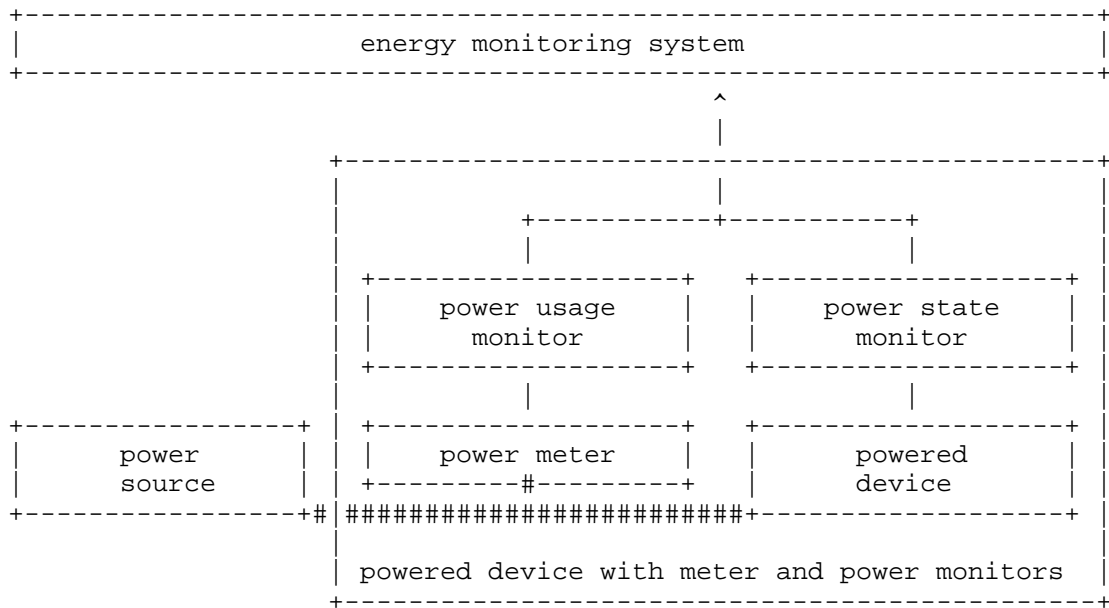 energy monitoring system
power usage power state
monitor monitor
power power meter powered
source device
powered device with meter and power monitors